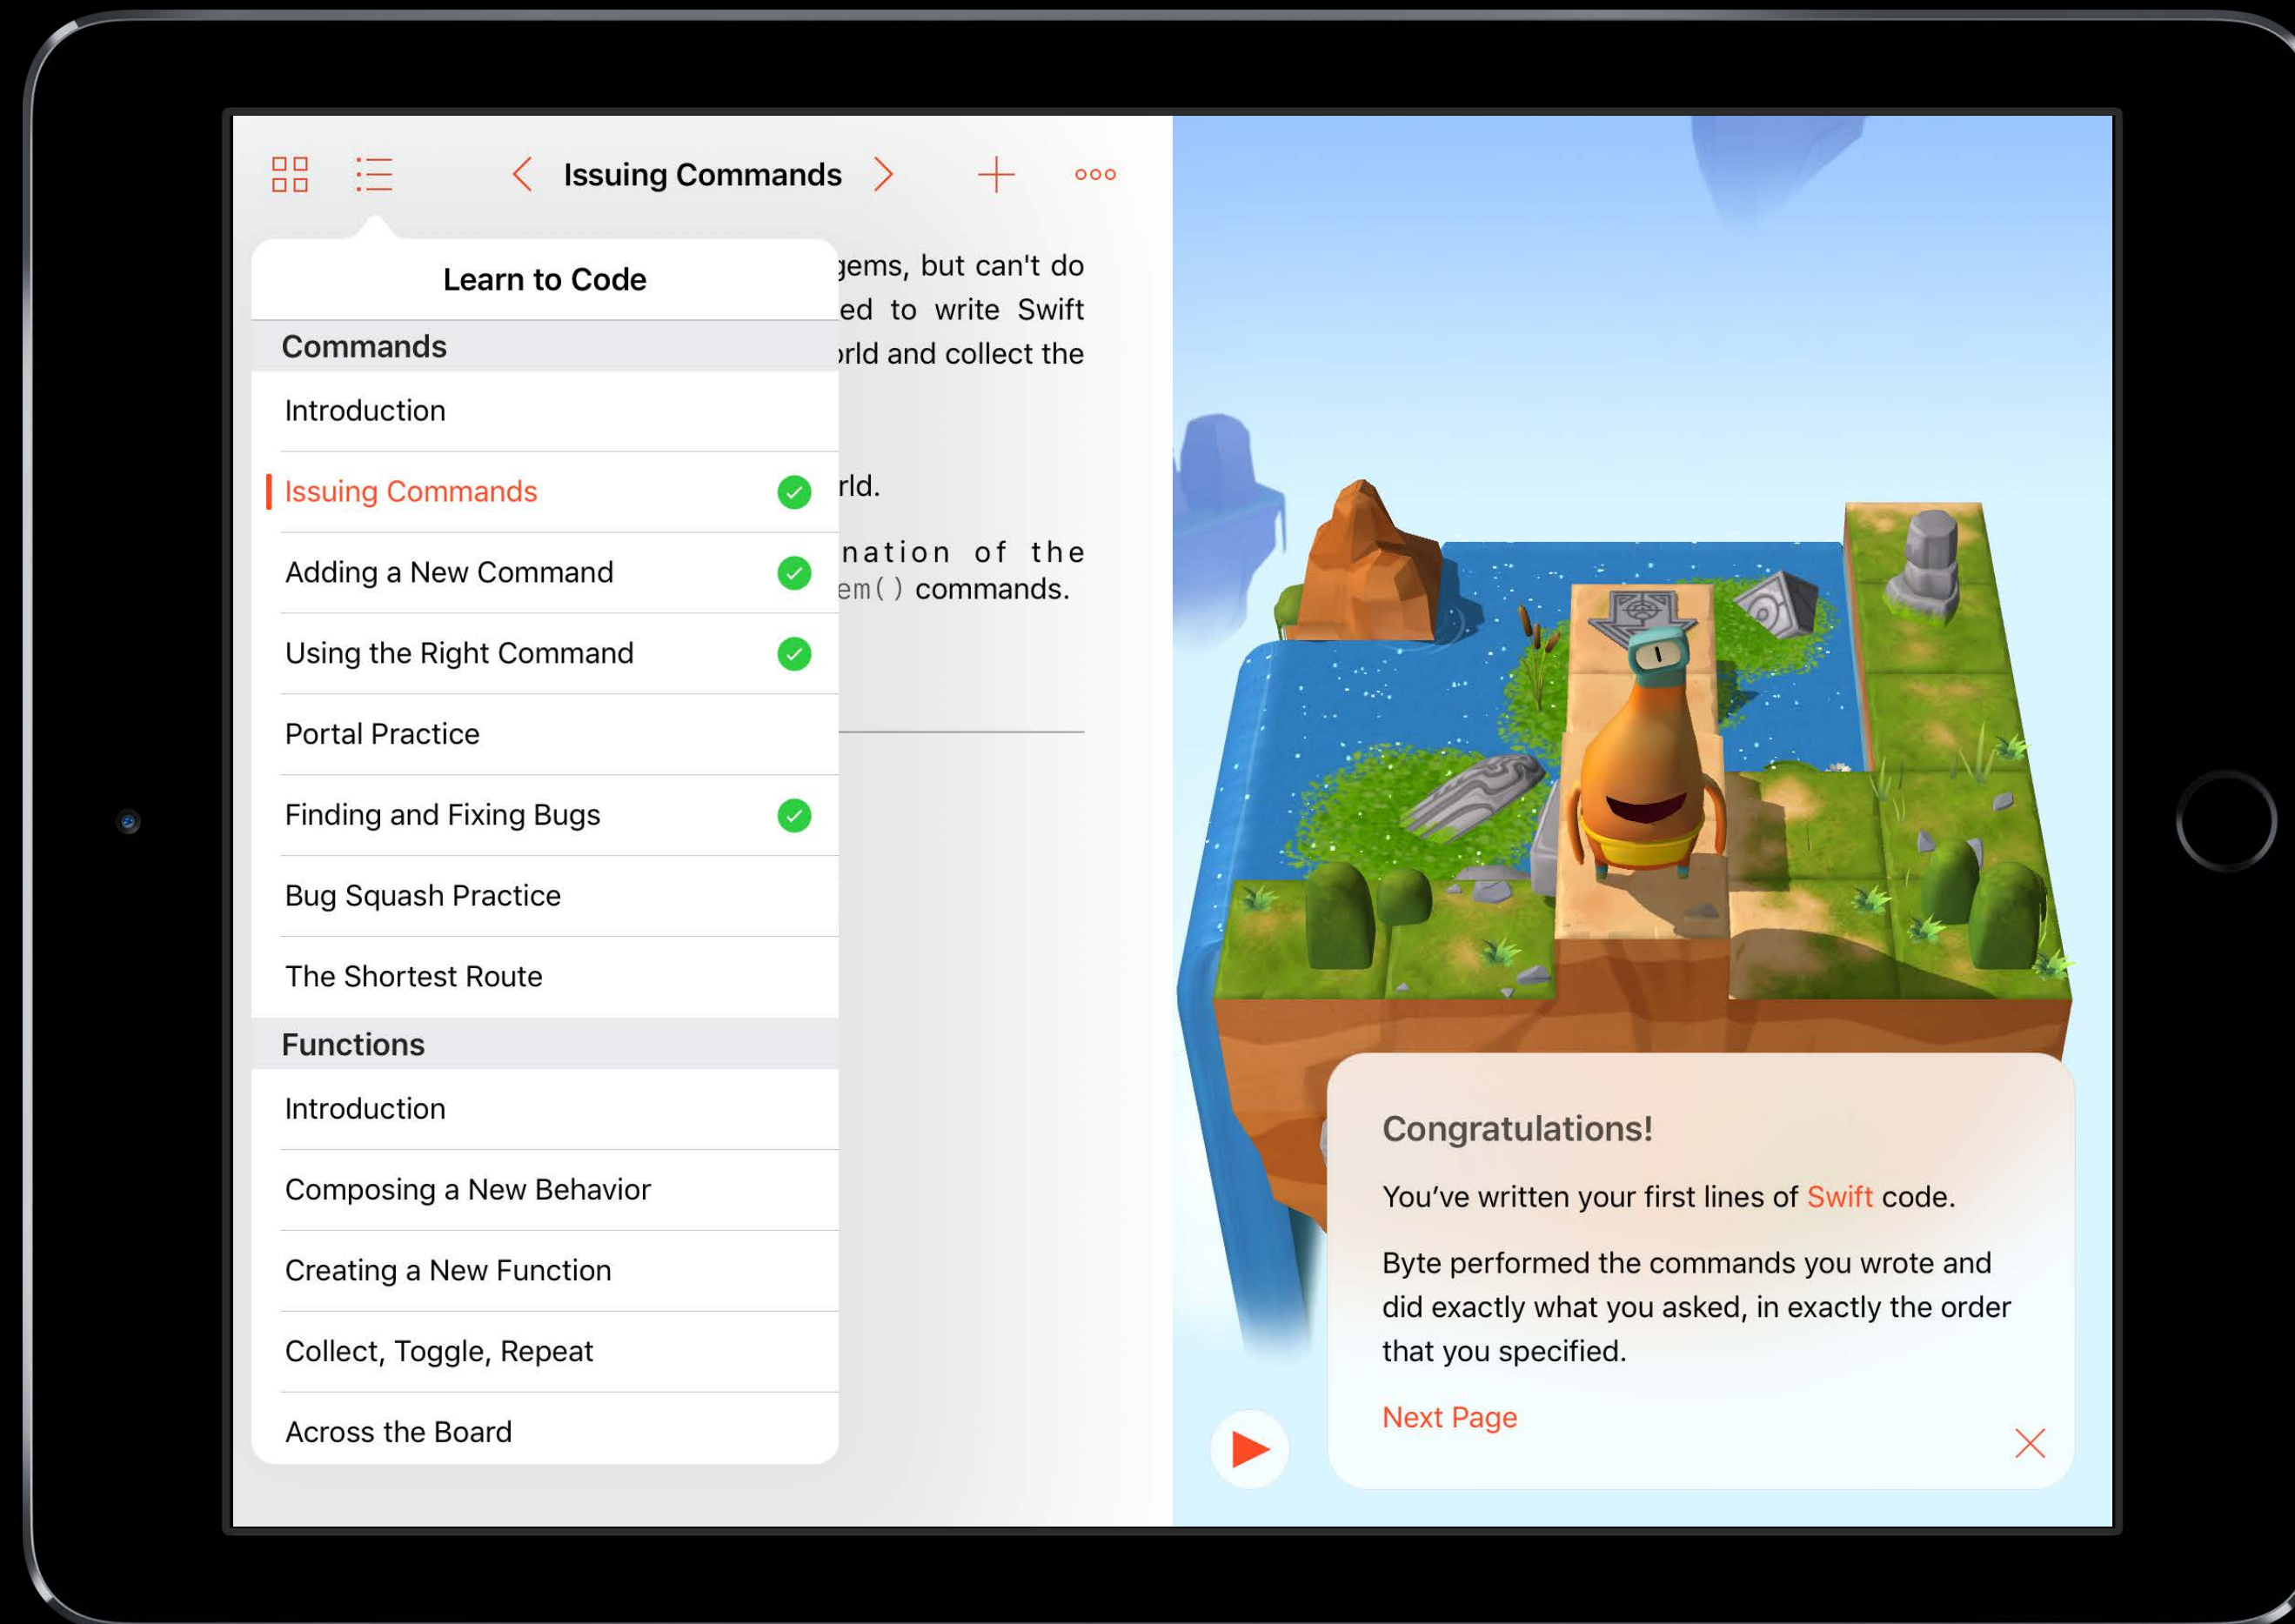 Issuing Commands
Learn to Code
Commands
Introduction
Issuing Commands
Adding a New Command
Using the Right Command
Portal Practice
Finding and Fixing Bugs
Bug Squash Practice
The Shortest Route
Functions
Introduction
Composing a New Behavior
Creating a New Function
Collect, Toggle, Repeat
Across the Board
gems, but can't do
ed to write Swift
orld and collect the
rld.
nation of the
em() commands.
Congratulations!
You’ve written your first lines of Swift code.
Byte performed the commands you wrote and
did exactly what you asked, in exactly the order
that you specified.
Next Page